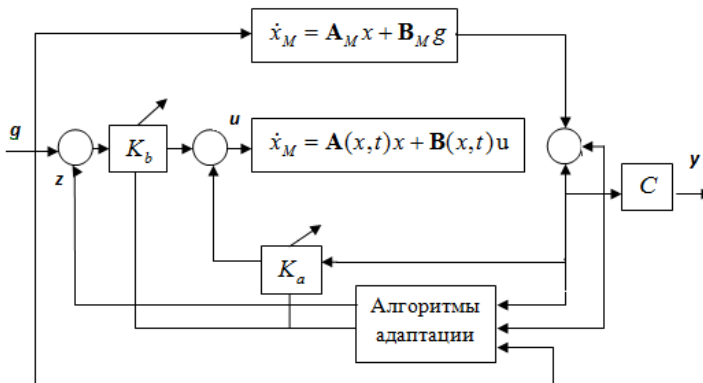 ẋ_M = A_M x + B_M g
g
z
K_b
u
ẋ_M = A(x,t)x + B(x,t)u
C
y
K_a
Алгоритмы
адаптации